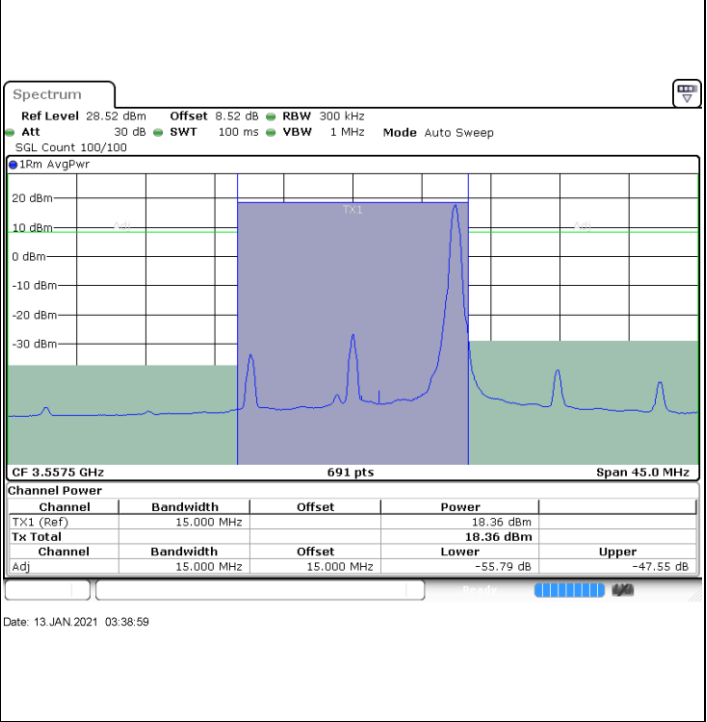 Spectrum
Ref Level 28.52 dBm Offset 8.52 dB RBW 300 kHz
Att 30 dB SWT 100 ms VBW 1 MHz Mode Auto Sweep
SGL Count 100/100
1Rm AvgPwr
20 dBm
TX1
10 dBm Adj Adj
0 dBm
-10 dBm
-20 dBm
-30 dBm
CF 3.5575 GHz 691 pts Span 45.0 MHz
Channel Power
Channel Bandwidth Offset Power
TX1 (Ref) 15.000 MHz 18.36 dBm
Tx Total 18.36 dBm
Channel Bandwidth Offset Lower Upper
Adj 15.000 MHz 15.000 MHz -55.79 dB -47.55 dB
Ready
Date: 13.JAN.2021 03:38:59